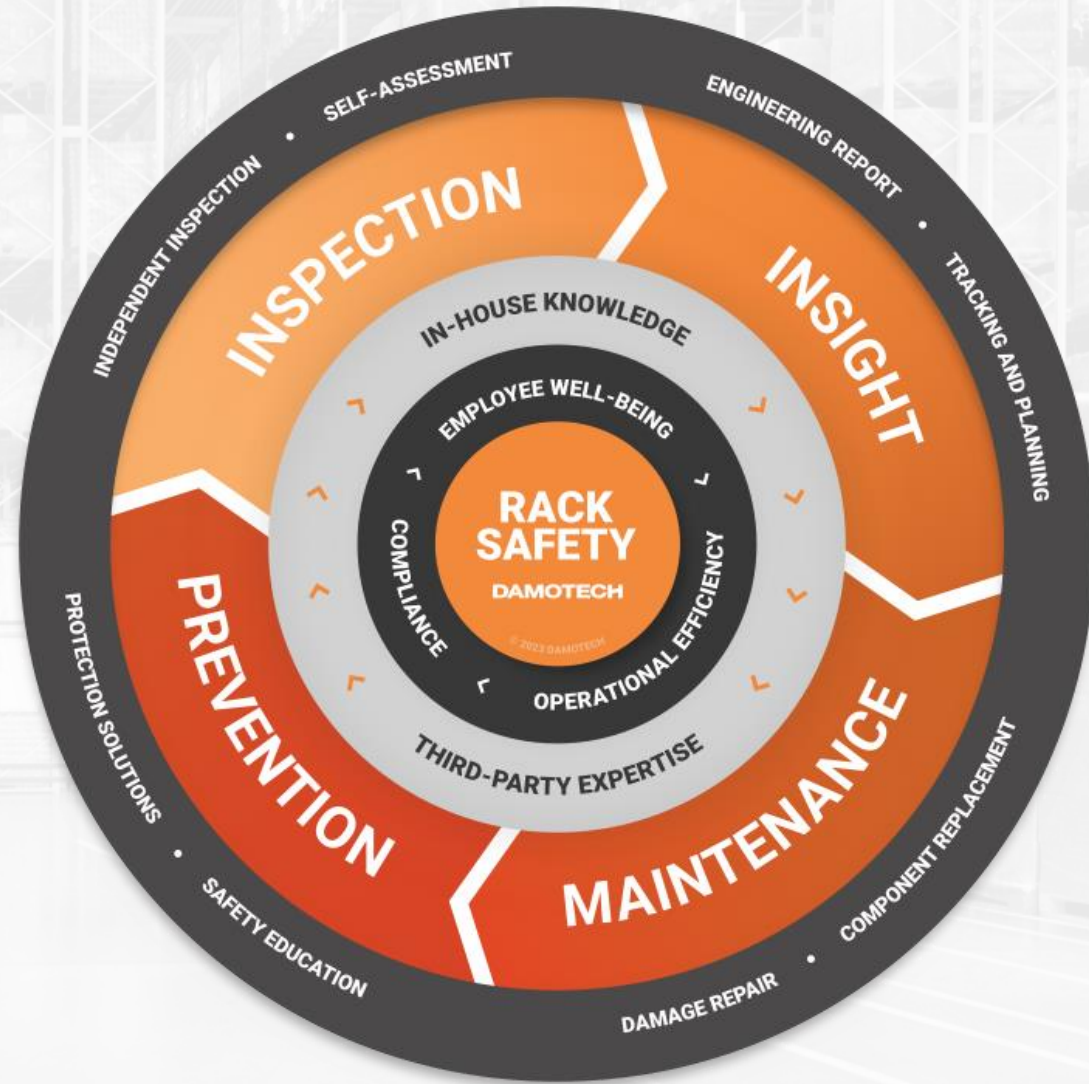 INDEPENDENT INSPECTION • SELF-ASSESSMENT
ENGINEERING REPORT • TRACKING AND PLANNING
COMPONENT REPLACEMENT • DAMAGE REPAIR
SAFETY EDUCATION • PROTECTION SOLUTIONS
INSPECTION
INSIGHT
MAINTENANCE
PREVENTION
IN-HOUSE KNOWLEDGE
THIRD-PARTY EXPERTISE
EMPLOYEE WELL-BEING
OPERATIONAL EFFICIENCY
COMPLIANCE
RACK
SAFETY
DAMOTECH
© 2023 DAMOTECH